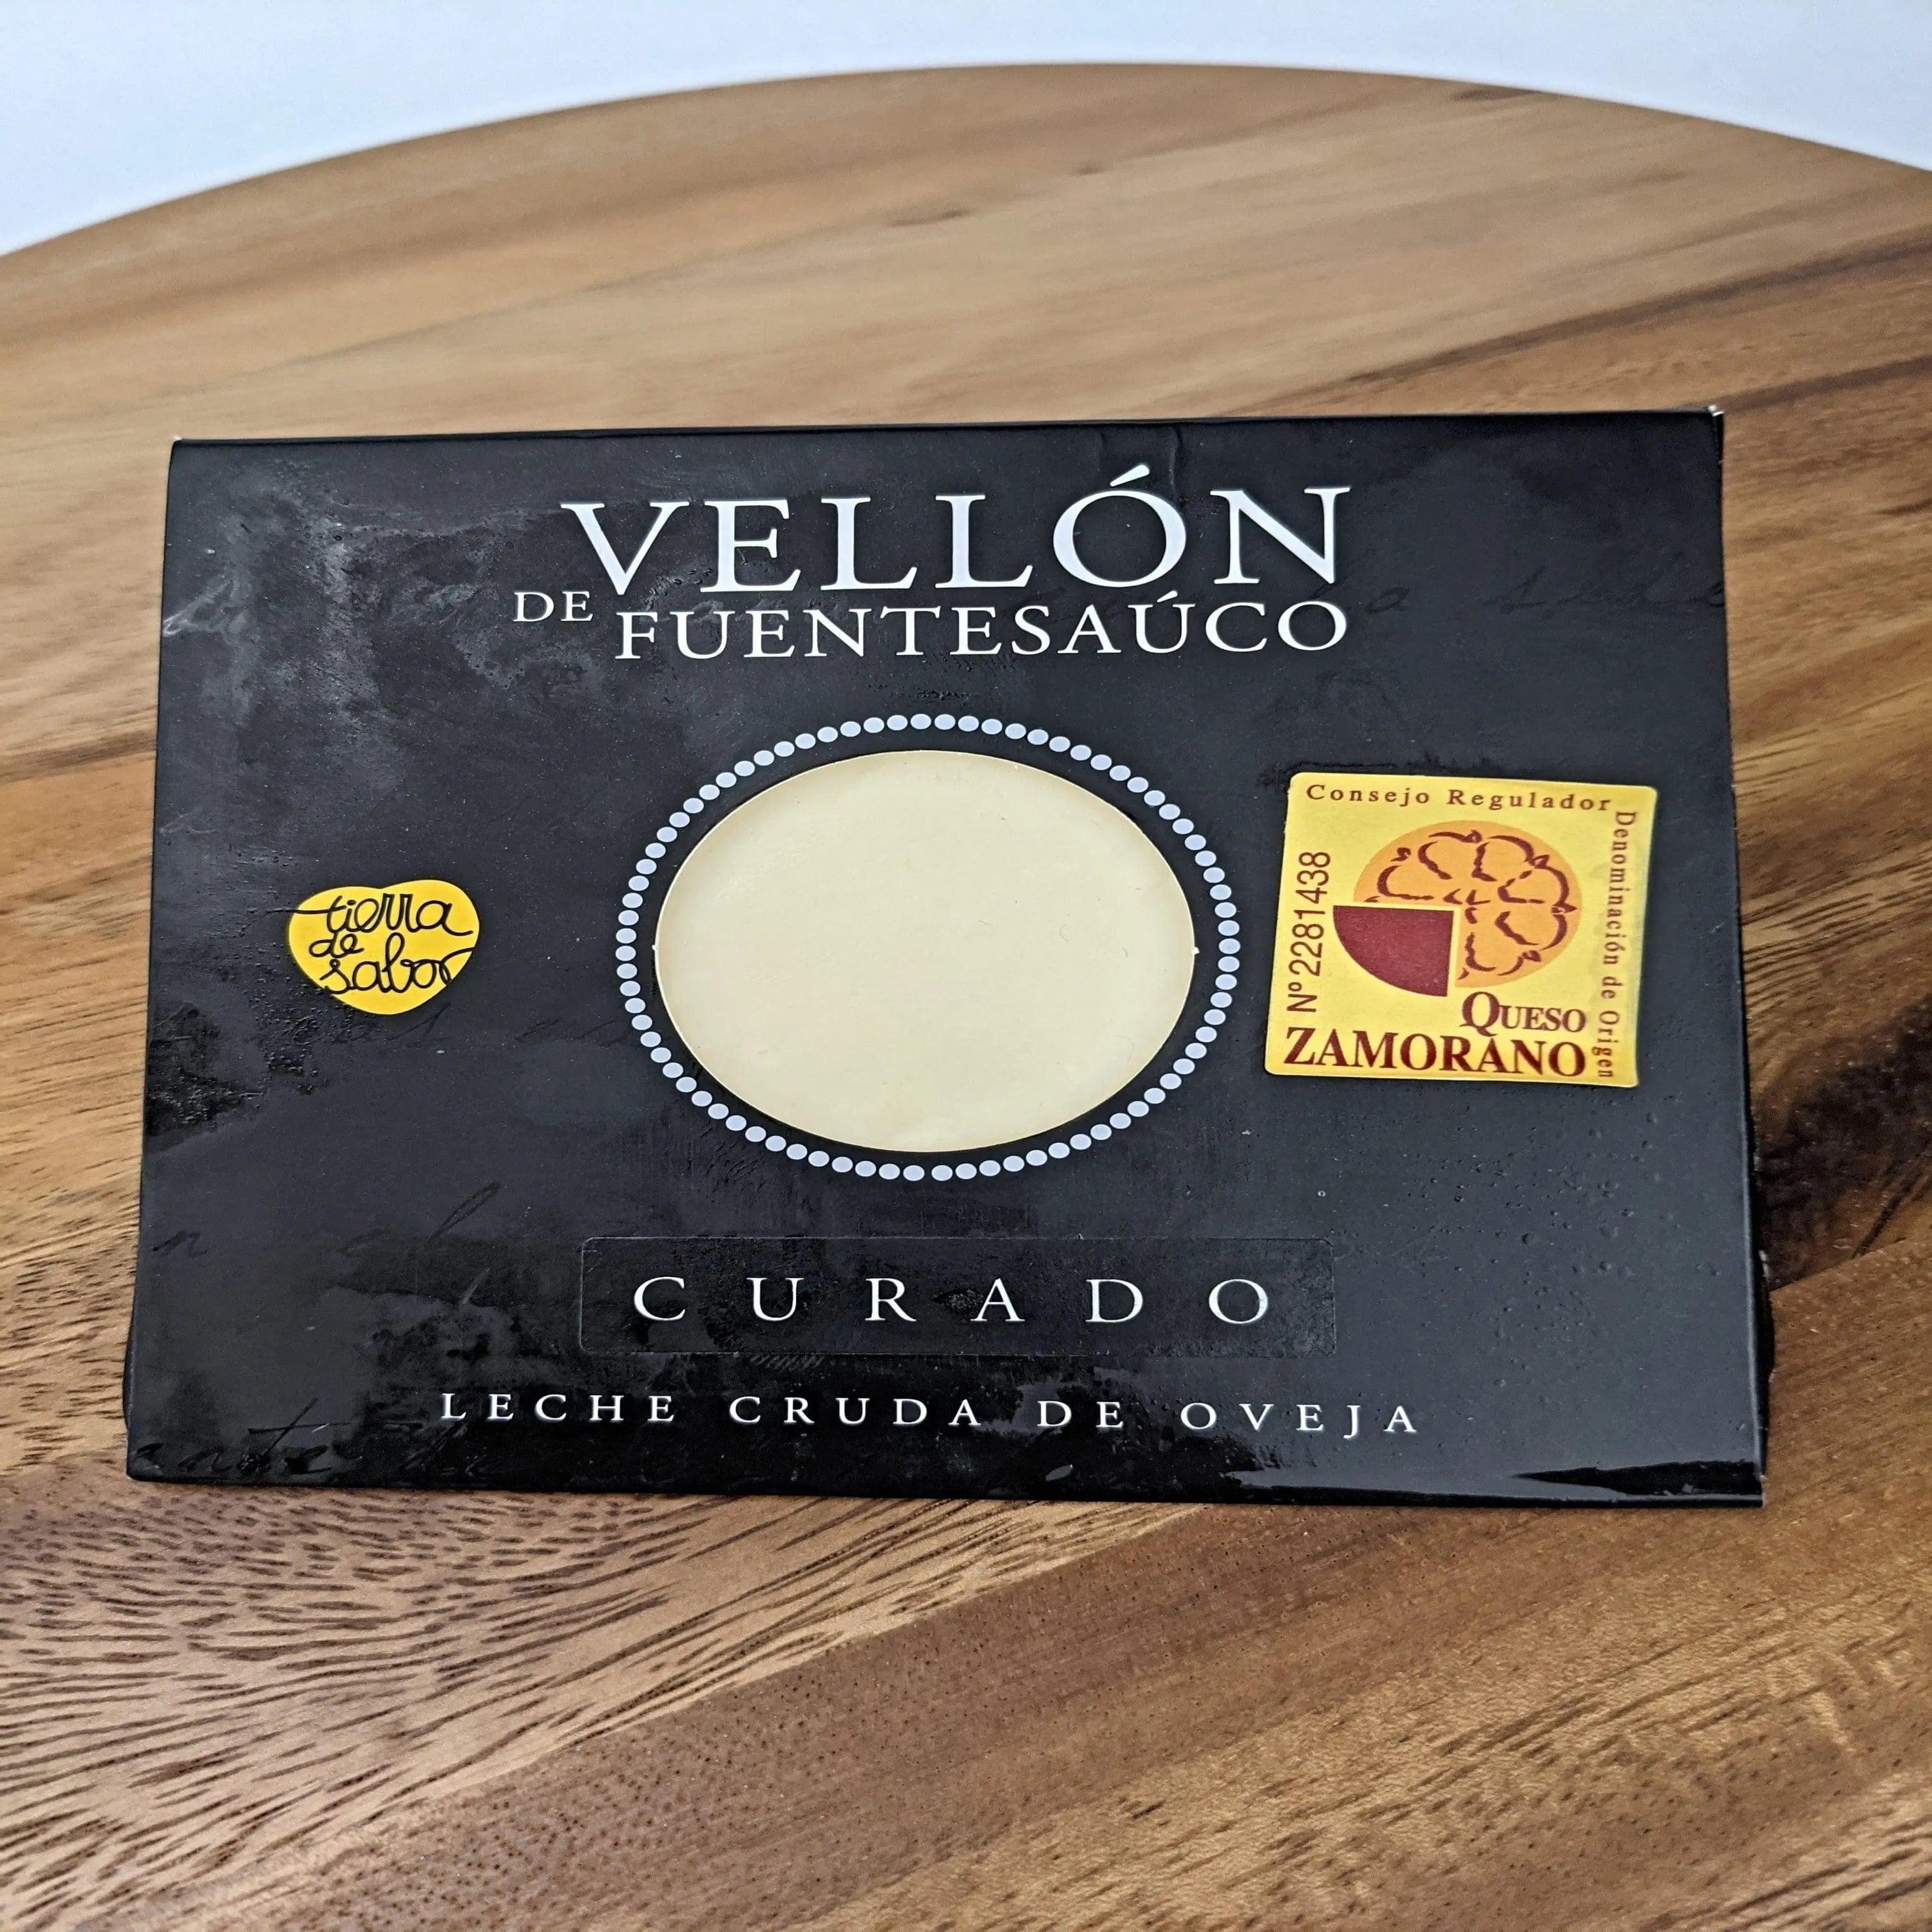 VELLÓN
DE FUENTESAÚCO
tierra
de
sabor
Consejo Regulador
Denominación de Origen
Nº 2281438
QUESO
ZAMORANO
CURADO
LECHE CRUDA DE OVEJA